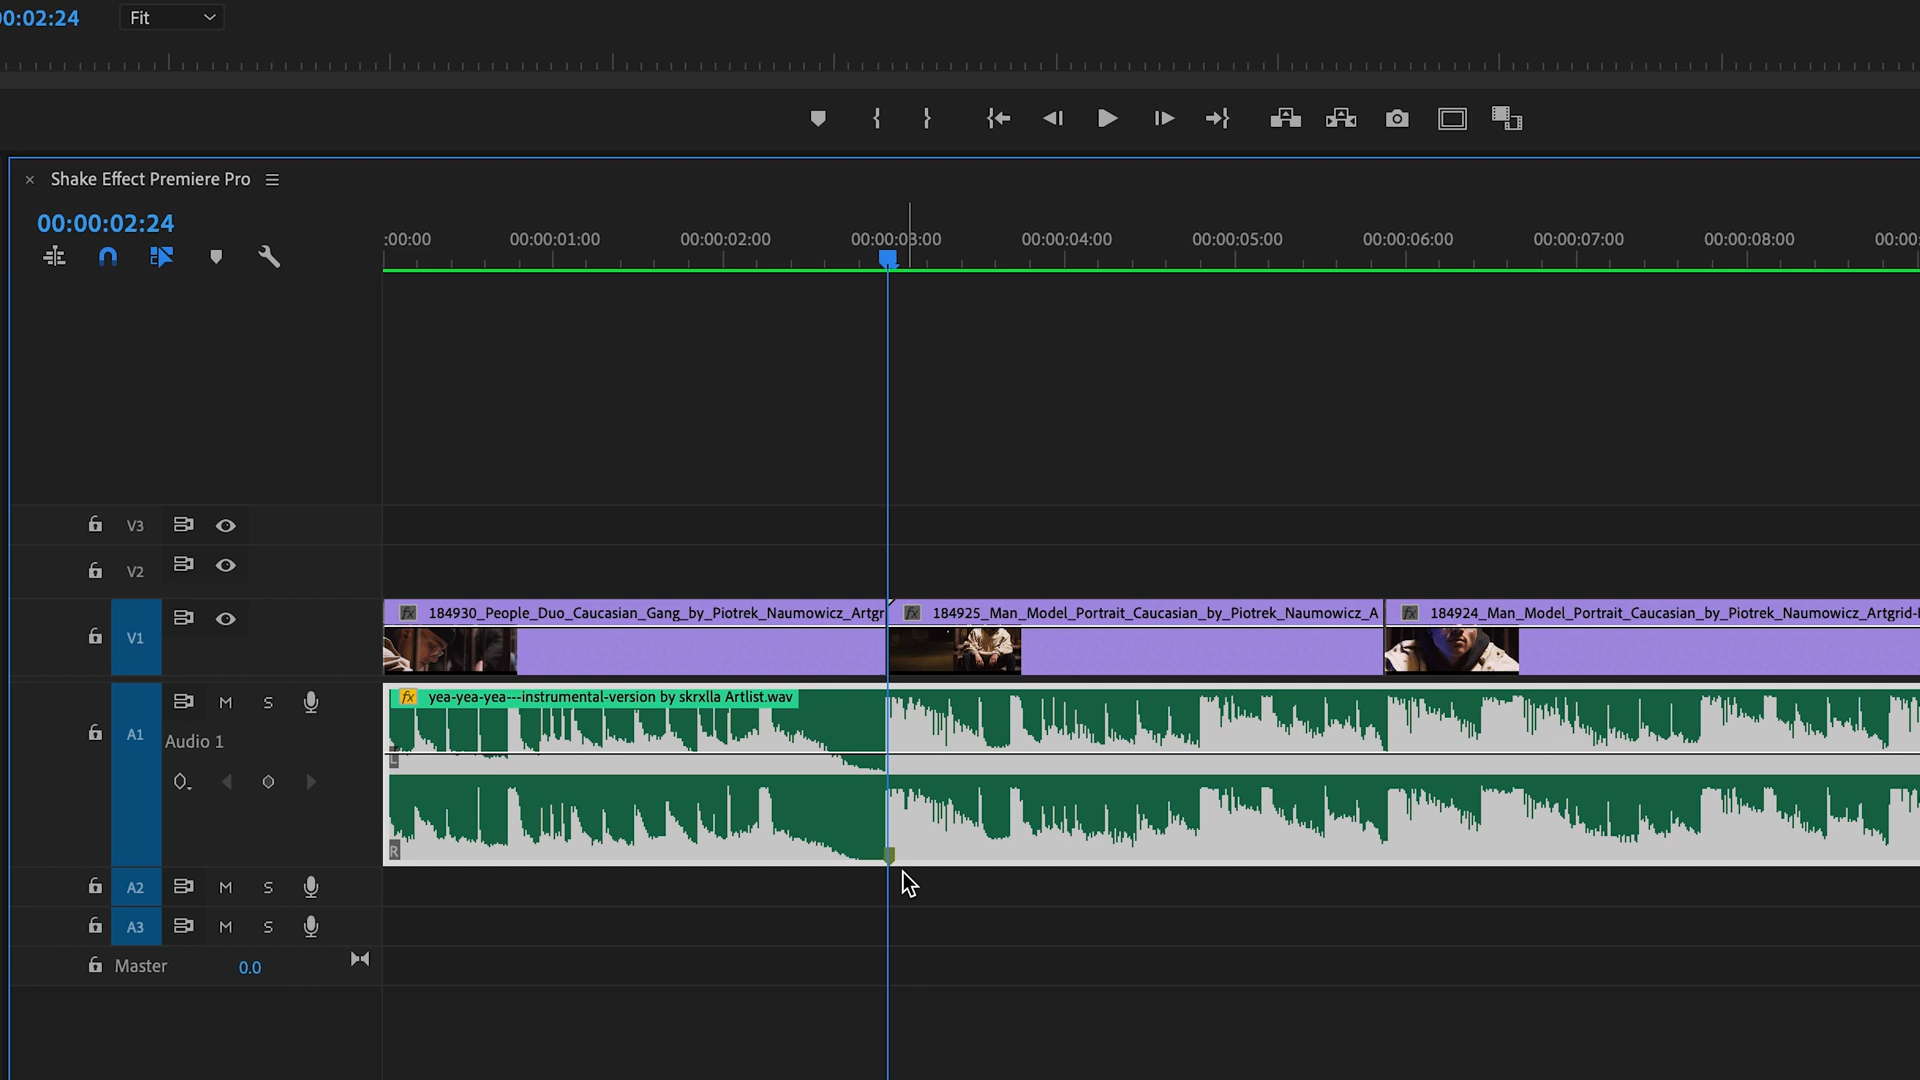 00:02:24 Fit
Shake Effect Premiere Pro
00:00:02:24
:00:00 00:00:01:00 00:00:02:00 00:00:03:00 00:00:04:00 00:00:05:00 00:00:06:00 00:00:07:00 00:00:08:00 00:00
V3
V2
fx 184930_People_Duo_Caucasian_Gang_by_Piotrek_Naumowicz_Artgr fx 184925_Man_Model_Portrait_Caucasian_by_Piotrek_Naumowicz_A fx 184924_Man_Model_Portrait_Caucasian_by_Piotrek_Naumowicz_Artgrid-
V1
fx yea-yea-yea---instrumental-version by skrxlla Artlist.wav
M S
A1 Audio 1
L
R
A2 M S
A3 M S
Master 0.0